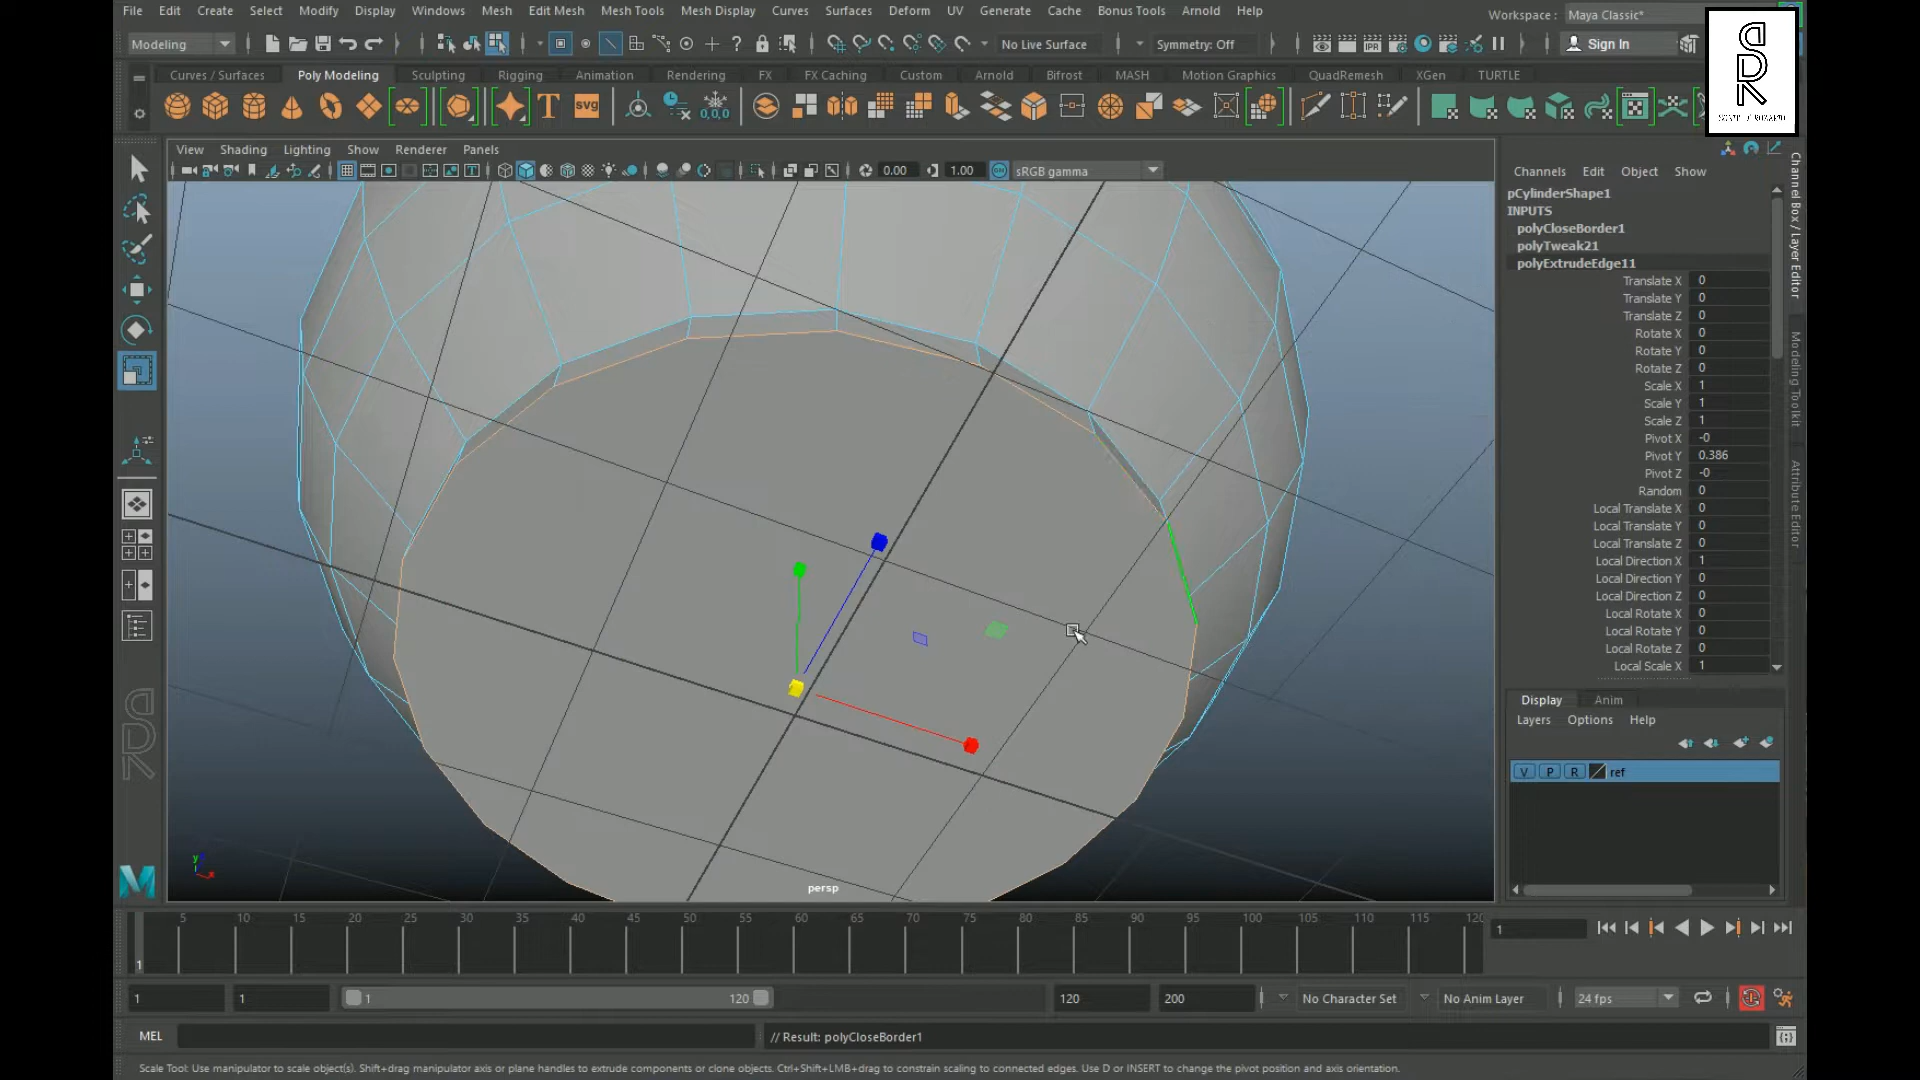 File Edit Create Select Modify Display Windows Mesh Edit Mesh Mesh Tools Mesh Display Curves Surfaces Deform UV Generate Cache Bonus Tools Arnold Help
Workspace : Maya Classic*
Modeling
No Live Surface
Symmetry: Off
IPR
Sign In
Curves / Surfaces Poly Modeling Sculpting Rigging Animation Rendering FX FX Caching Custom Arnold Bifrost MASH Motion Graphics QuadRemesh XGen TURTLE
T
SVG
0,0,0
View Shading Lighting Show Renderer Panels
0.00 1.00 sRGB gamma
Channels Edit Object Show
pCylinderShape1
INPUTS
polyCloseBorder1
polyTweak21
polyExtrudeEdge11
Translate X 0
Translate Y 0
Translate Z 0
Rotate X 0
Rotate Y 0
Rotate Z 0
Scale X 1
Scale Y 1
Scale Z 1
Pivot X -0
Pivot Y 0.386
Pivot Z -0
Random 0
Local Translate X 0
Local Translate Y 0
Local Translate Z 0
Local Direction X 1
Local Direction Y 0
Local Direction Z 0
Local Rotate X 0
Local Rotate Y 0
Local Rotate Z 0
Local Scale X 1
Channel Box / Layer Editor
Modeling Toolkit
Attribute Editor
Display Anim
Layers Options Help
V P R ref
persp
5 10 15 20 25 30 35 40 45 50 55 60 65 70 75 80 85 90 95 100 105 110 115 120
1
1
1 1 1 120 120 200 No Character Set No Anim Layer 24 fps
MEL // Result: polyCloseBorder1
Scale Tool: Use manipulator to scale object(s). Shift+drag manipulator axis or plane handles to extrude components or clone objects. Ctrl+Shift+LMB+drag to constrain scaling to connected edges. Use D or INSERT to change the pivot position and axis orientation.